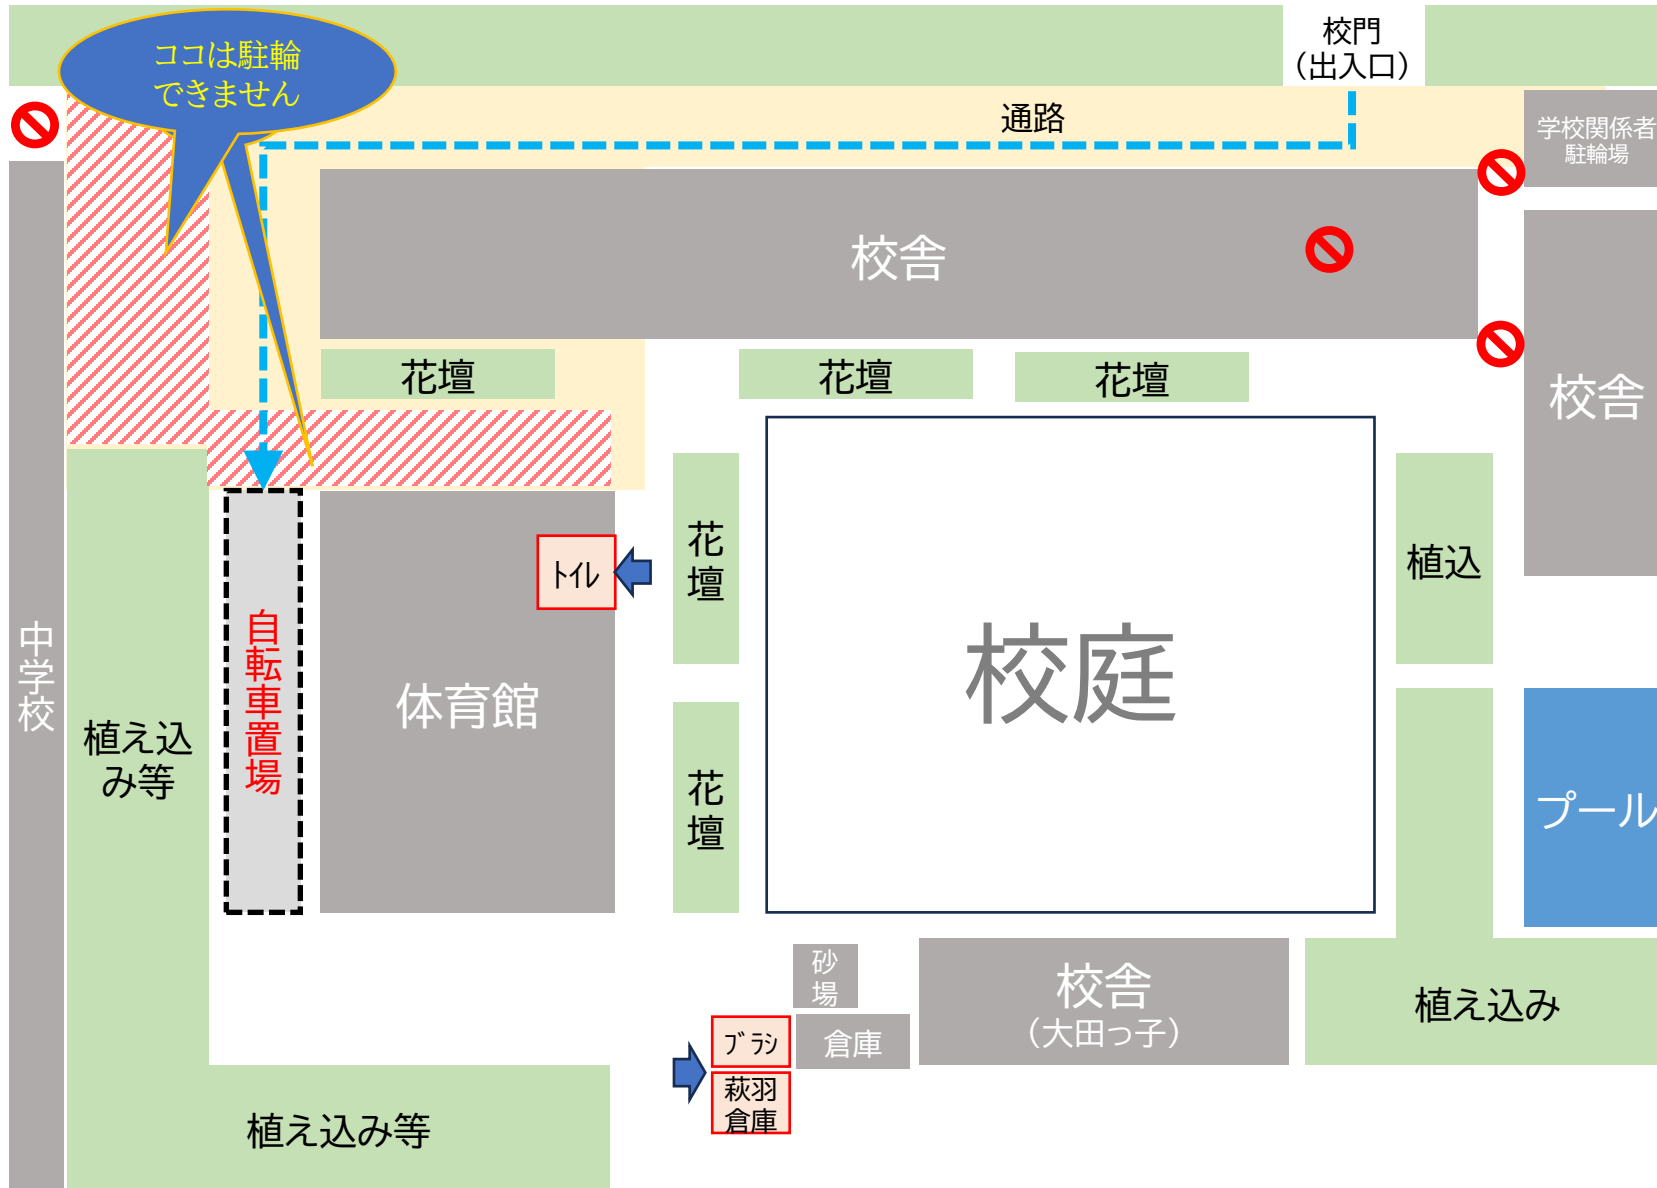 校門
（出入口）
ココは駐輪
できません
通路
学校関係者
駐輪場
校舎
花壇
花壇
花壇
校舎
花壇
植込
ﾄｲﾚ
自転車置場
中学校
体育館
校庭
植え込
み等
花壇
プール
砂場
校舎
（大田っ子）
植え込み
ﾌﾞﾗｼ
倉庫
萩羽
倉庫
植え込み等